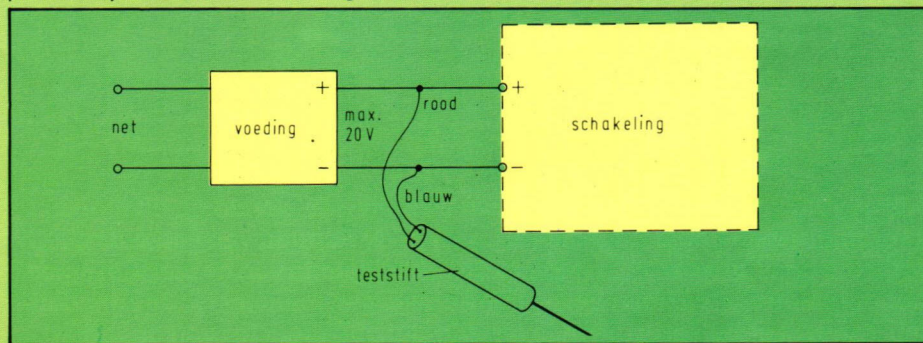 +
rood
+
net
voeding
max.
20 V
schakeling
−
−
blauw
teststift